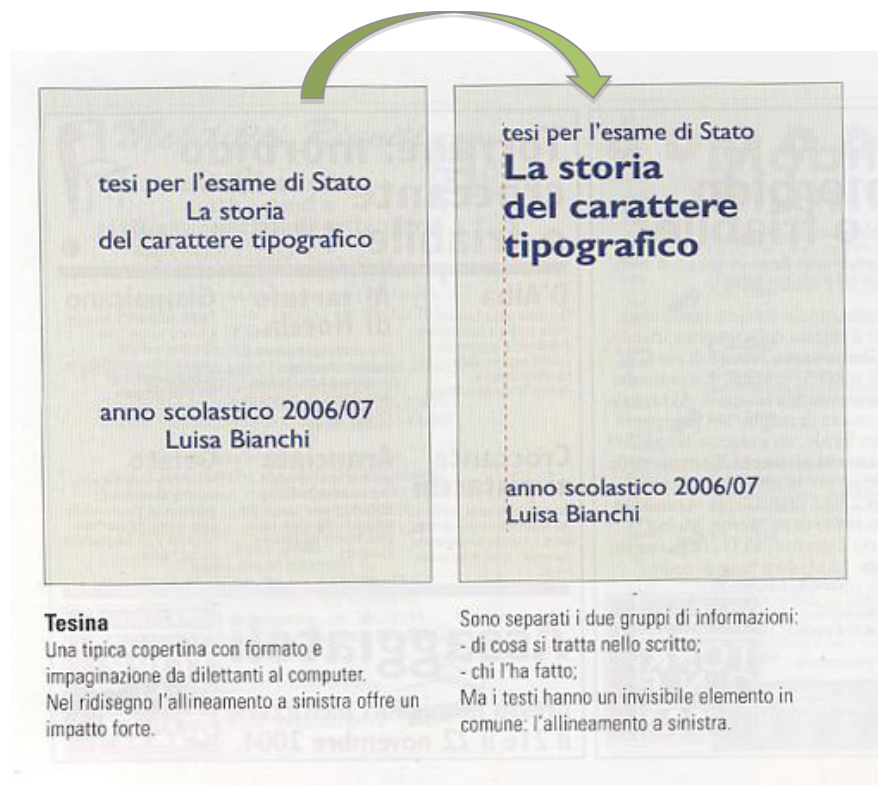 tesi per l'esame di Stato
La storia
del carattere tipografico
anno scolastico 2006/07
Luisa Bianchi
tesi per l'esame di Stato
La storia
del carattere
tipografico
anno scolastico 2006/07
Luisa Bianchi
Tesina
Una tipica copertina con formato e
impaginazione da dilettanti al computer.
Nel ridisegno l'allineamento a sinistra offre un
impatto forte.
Sono separati i due gruppi di informazioni:
- di cosa si tratta nello scritto;
- chi l'ha fatto;
Ma i testi hanno un invisibile elemento in
comune: l'allineamento a sinistra.